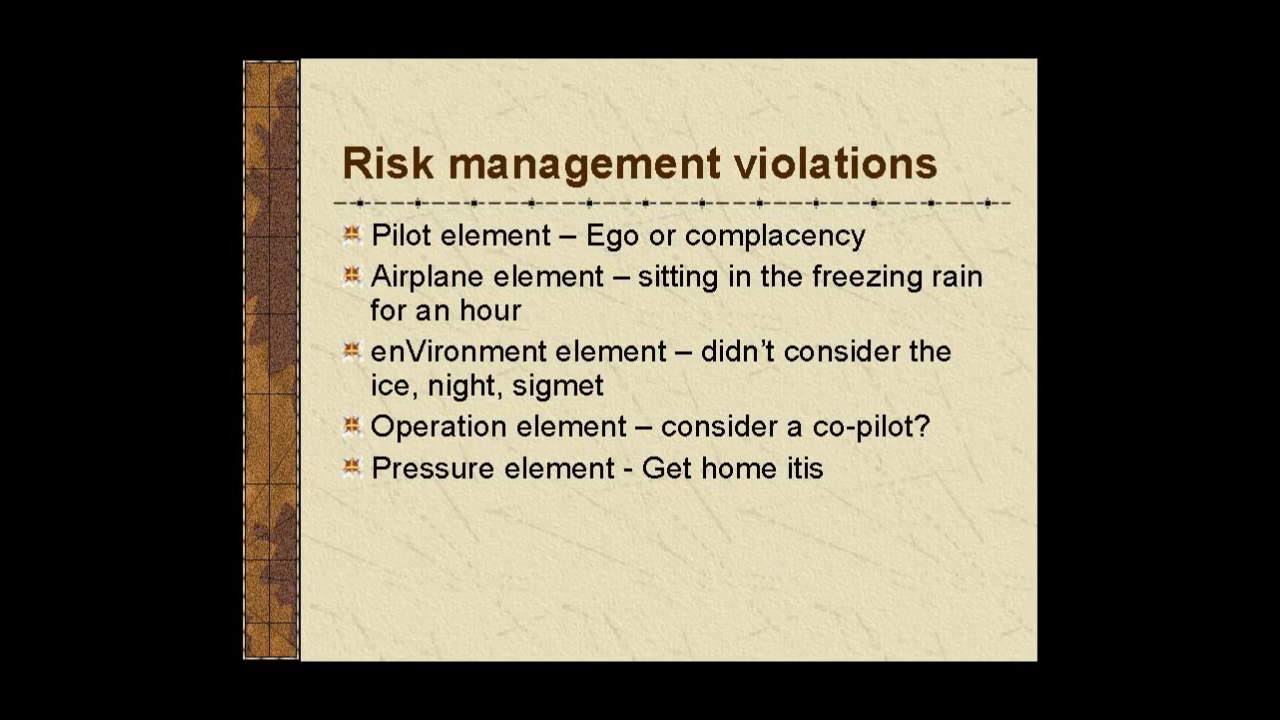 Risk management violations
Pilot element – Ego or complacency
Airplane element – sitting in the freezing rain
for an hour
enVironment element – didn’t consider the
ice, night, sigmet
Operation element – consider a co-pilot?
Pressure element - Get home itis